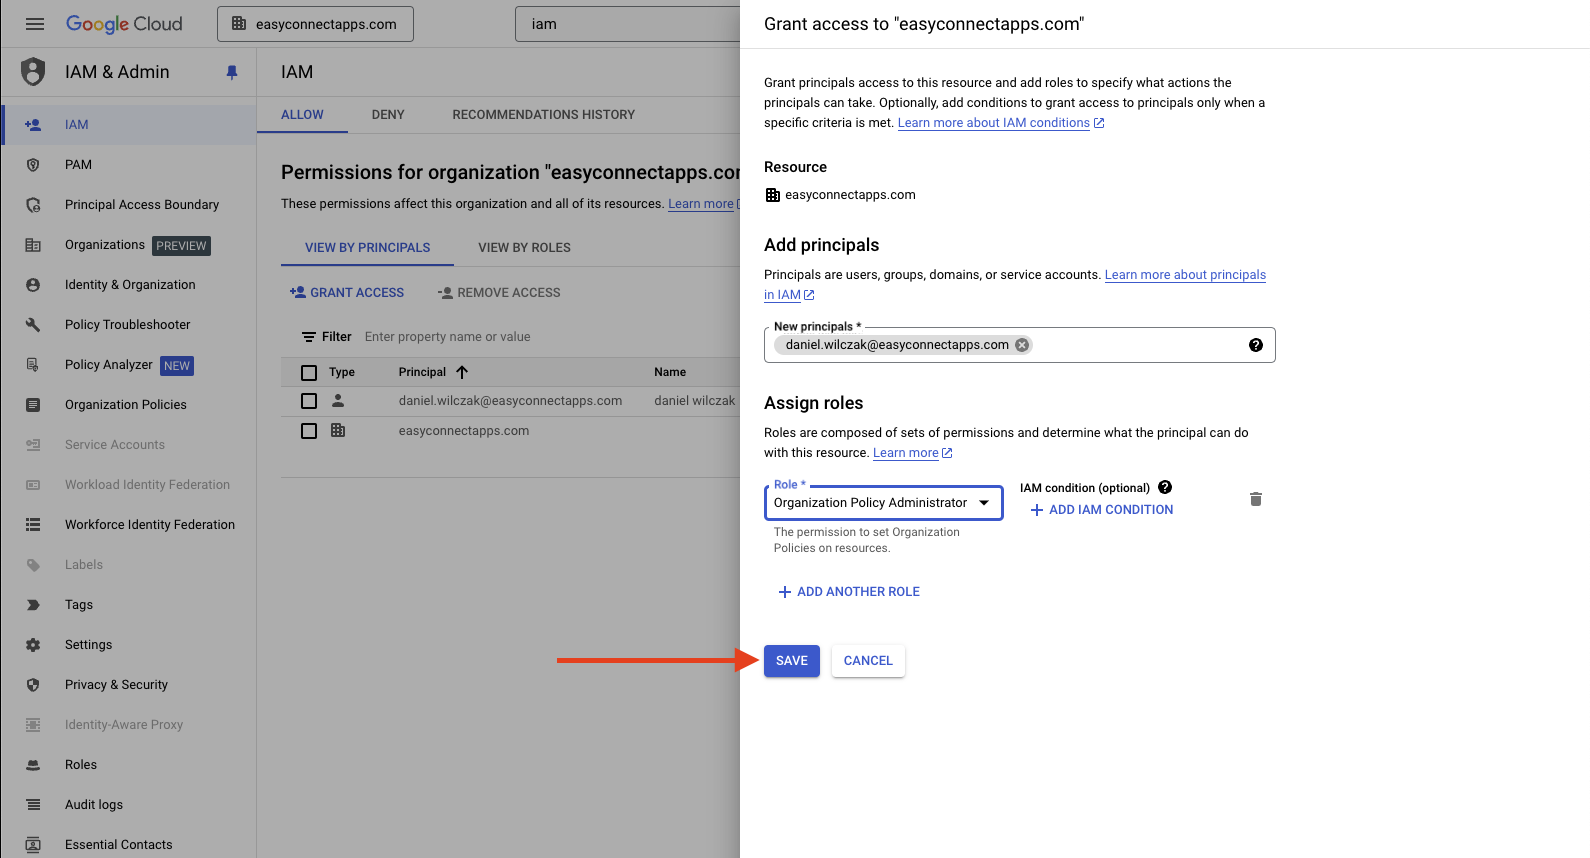 Google Cloud
easyconnectapps.com
iam
IAM & Admin
IAM
PAM
Principal Access Boundary
Organizations PREVIEW
Identity & Organization
Policy Troubleshooter
Policy Analyzer NEW
Organization Policies
Service Accounts
Workload Identity Federation
Workforce Identity Federation
Labels
Tags
Settings
Privacy & Security
Identity-Aware Proxy
Roles
Audit logs
Essential Contacts
IAM
ALLOW DENY RECOMMENDATIONS HISTORY
Permissions for organization "easyconnectapps.com
These permissions affect this organization and all of its resources. Learn more
VIEW BY PRINCIPALS VIEW BY ROLES
GRANT ACCESS REMOVE ACCESS
Filter Enter property name or value
Type Principal Name
daniel.wilczak@easyconnectapps.com daniel wilczak
easyconnectapps.com
Grant access to "easyconnectapps.com"
Grant principals access to this resource and add roles to specify what actions the
principals can take. Optionally, add conditions to grant access to principals only when a
specific criteria is met. Learn more about IAM conditions
Resource
easyconnectapps.com
Add principals
Principals are users, groups, domains, or service accounts. Learn more about principals
in IAM
New principals *
daniel.wilczak@easyconnectapps.com
Assign roles
Roles are composed of sets of permissions and determine what the principal can do
with this resource. Learn more
Role *
Organization Policy Administrator
The permission to set Organization
Policies on resources.
IAM condition (optional)
ADD IAM CONDITION
ADD ANOTHER ROLE
SAVE CANCEL